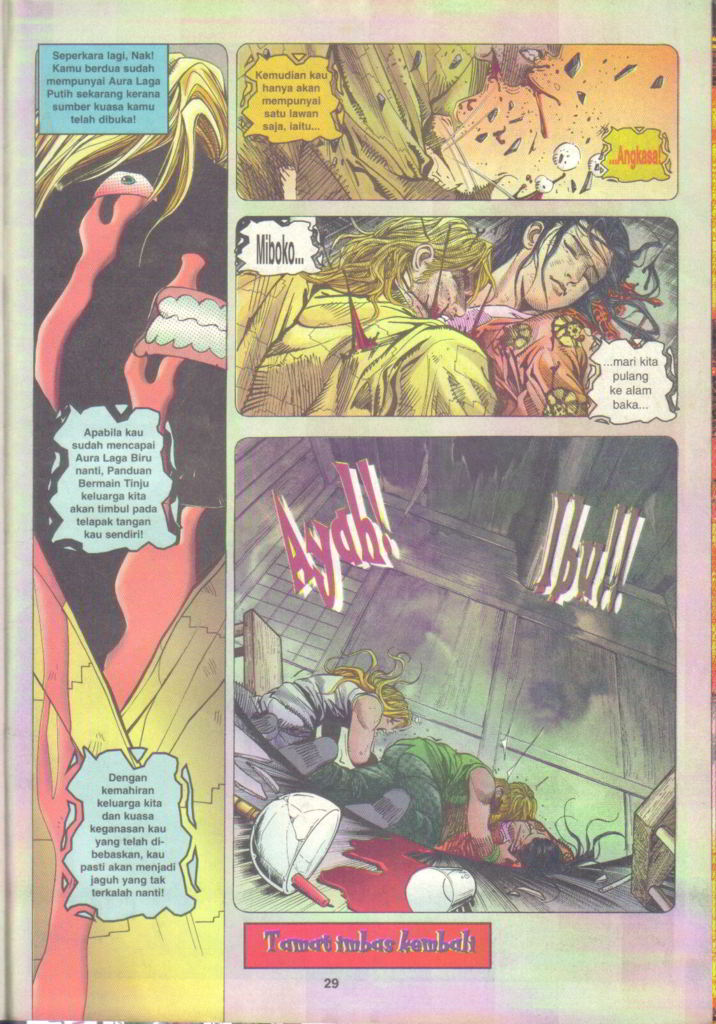 Seperkara lagi, Nak!
Kamu berdua sudah
mempunyai Aura Laga
Putih sekarang kerana
sumber kuasa kamu
telah dibuka!
Apabila kau
sudah mencapai
Aura Laga Biru
nanti, Panduan
Bermain Tinju
keluarga kita
akan timbul pada
telapak tangan
kau sendiri!
Dengan
kemahiran
keluarga kita
dan kuasa
keganasan kau
yang telah di-
bebaskan, kau
pasti akan menjadi
jaguh yang tak
terkalah nanti!
Kemudian kau
hanya akan
mempunyai
satu lawan
saja, iaitu...
...Angkasa!
Miboko...
...mari kita
pulang
ke alam
baka...
Ayah!!
Ibu!!
Tamat imbas kembali
29